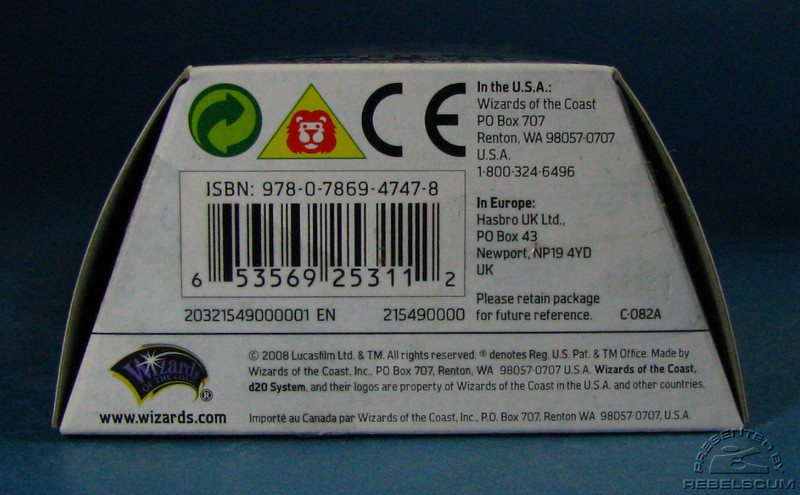 CE
In the U.S.A.:
Wizards of the Coast
PO Box 707
Renton, WA 98057-0707
U.S.A.
1-800-324-6496
ISBN: 978-0-7869-4747-8
6 53569 25311 2
In Europe:
Hasbro UK Ltd.,
PO Box 43
Newport, NP19 4YD
UK
Please retain package
for future reference. C-082A
20321549000001 EN 215490000
Wizards
OF THE COAST
®
www.wizards.com
© 2008 Lucasfilm Ltd. & TM. All rights reserved. ® denotes Reg. U.S. Pat. & TM Office. Made by
Wizards of the Coast, Inc., P.O. 707, Renton, WA 98057-0707 U.S.A. Wizards of the Coast,
d20 System, and their logos are property of Wizards of the Coast in the U.S.A. and other countries.
Importé au Canada par Wizards of the Coast, Inc., P.O. Box 707, Renton WA 98057-0707, U.S.A.
PRESENTED BY
REBELSCUM